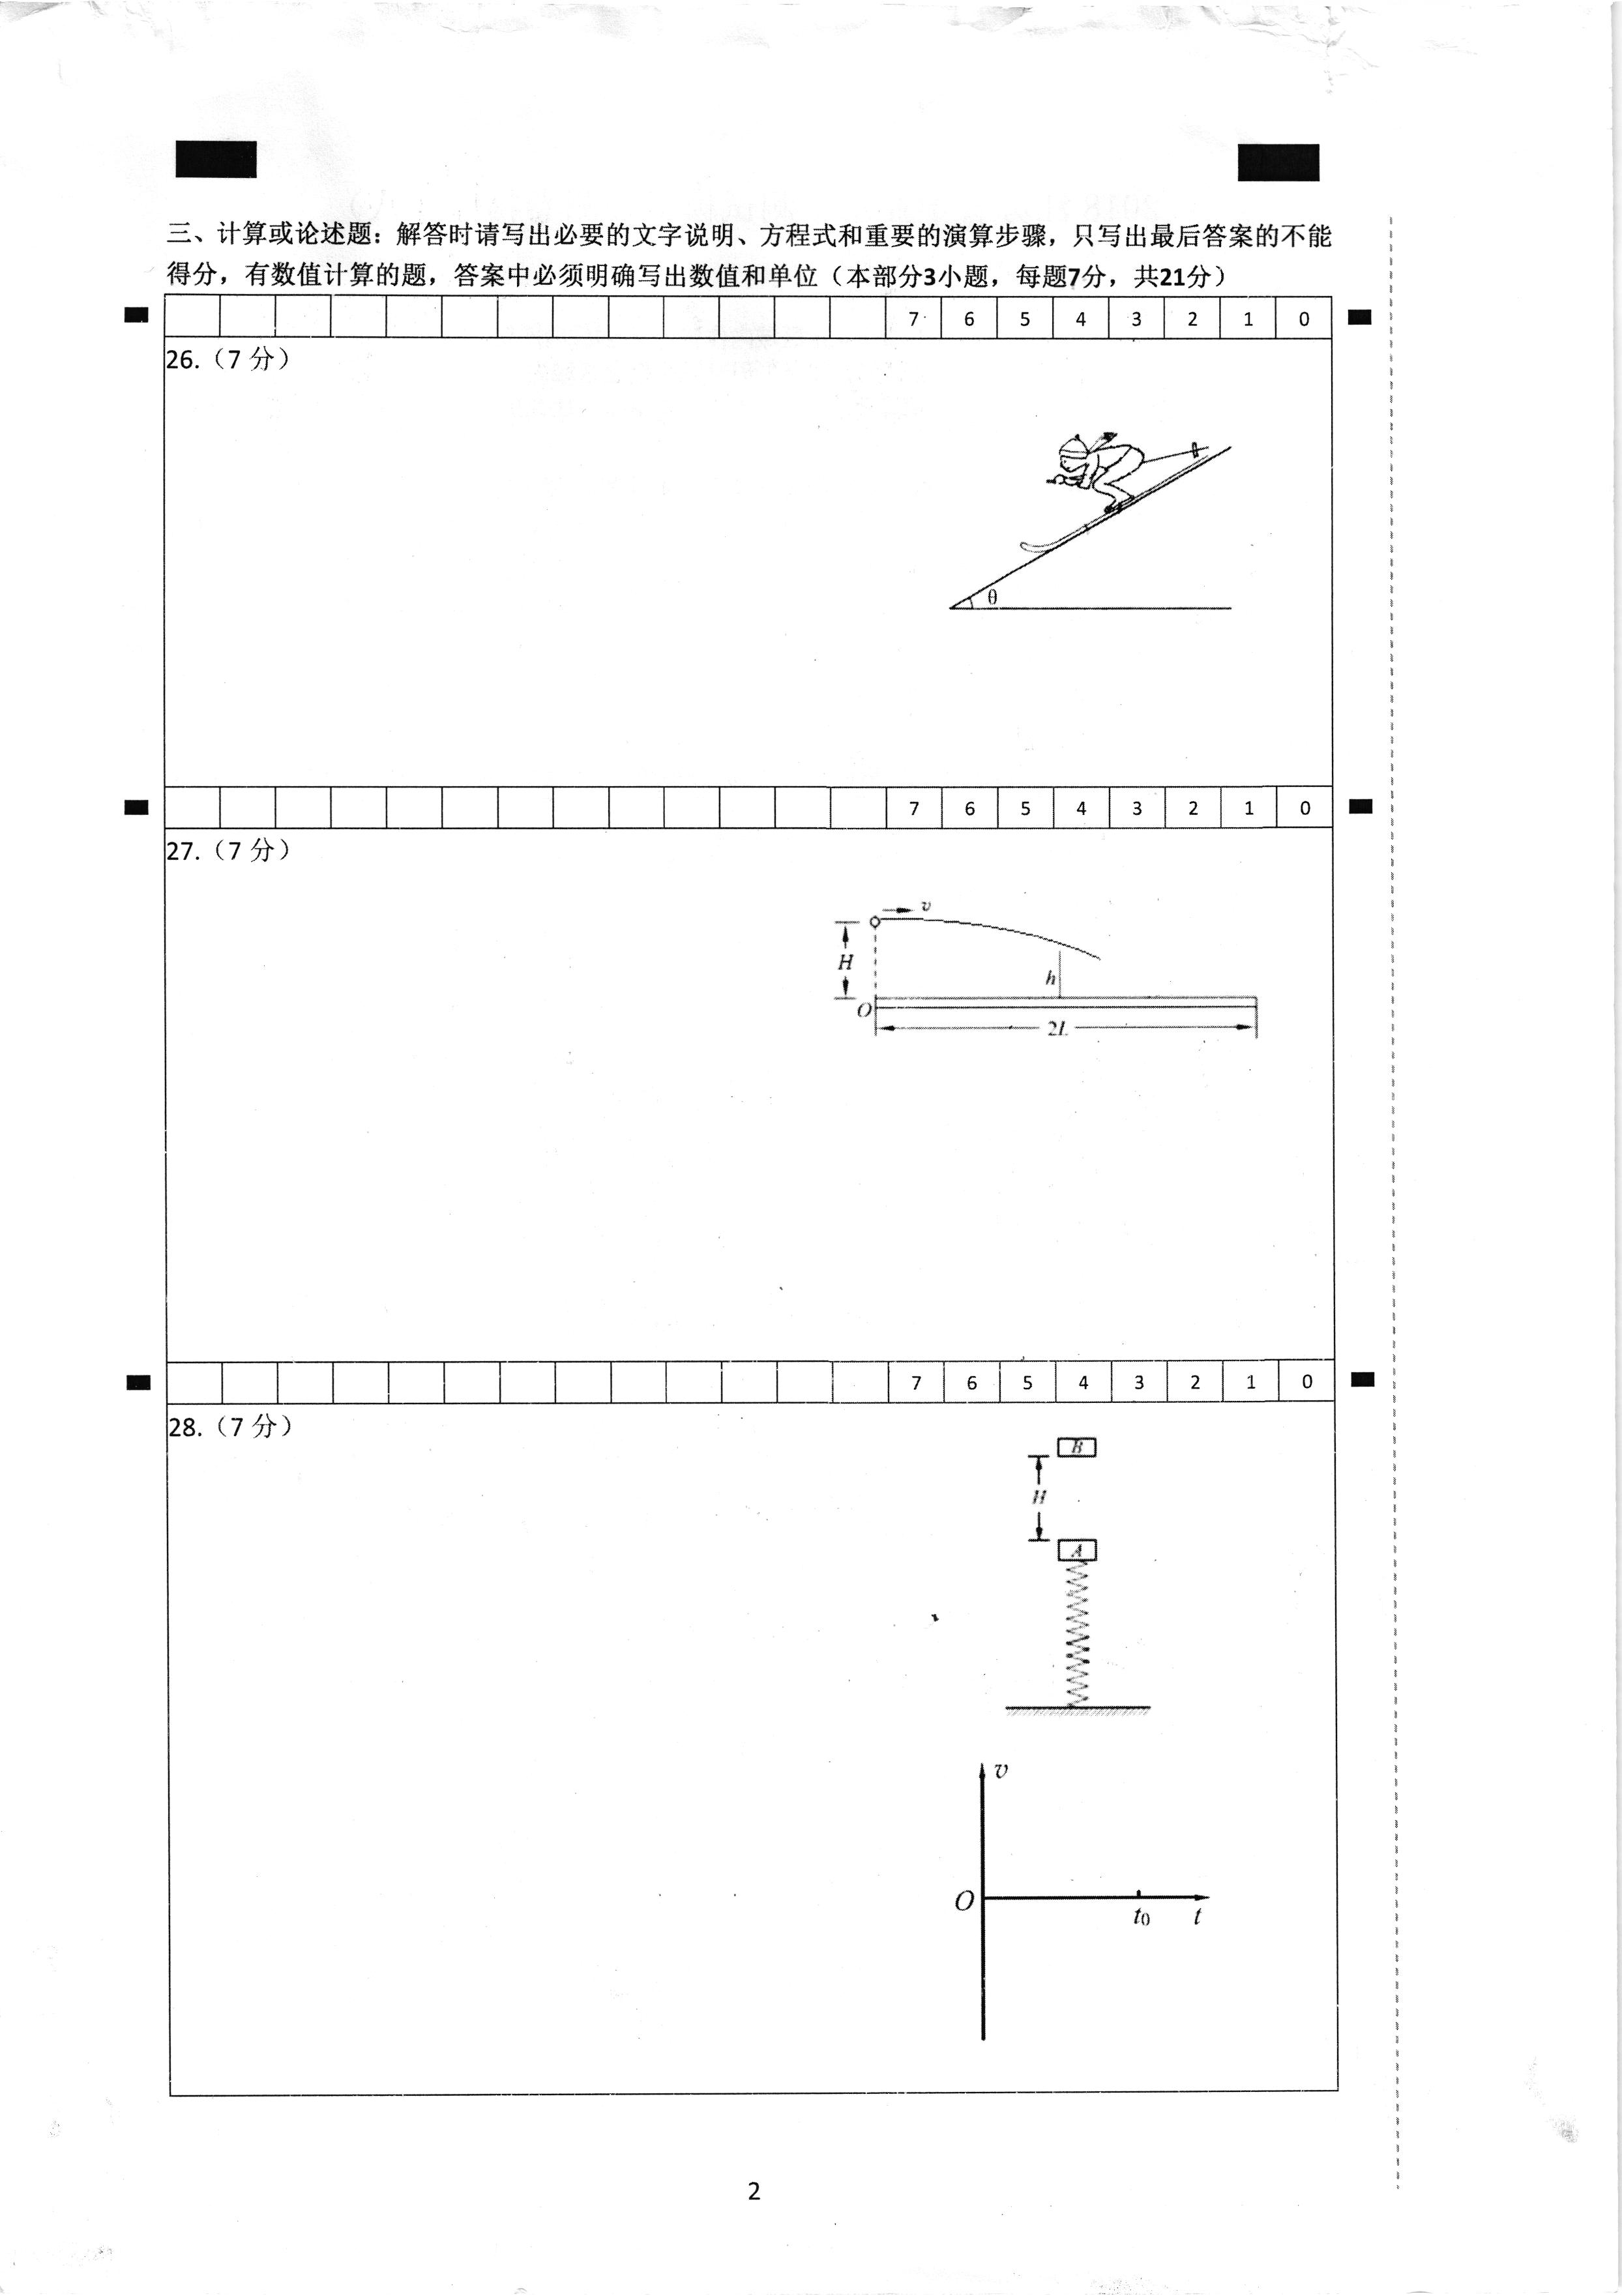 三、计算或论述题：解答时请写出必要的文字说明、方程式和重要的演算步骤，只写出最后答案的不能
得分，有数值计算的题，答案中必须明确写出数值和单位（本部分3小题，每题7分，共21分）
7 6 5 4 3 2 1 0
26.（7 分）
θ
7 6 5 4 3 2 1 0
27.（7 分）
v
H
h
O
2L
7 6 5 4 3 2 1 0
28.（7 分）
B
H
A
v
O
t0 t
2